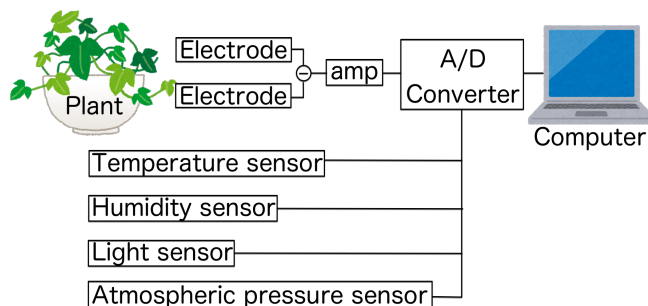 Plant
Electrode
Electrode
amp
A/D
Converter
Computer
Temperature sensor
Humidity sensor
Light sensor
Atmospheric pressure sensor